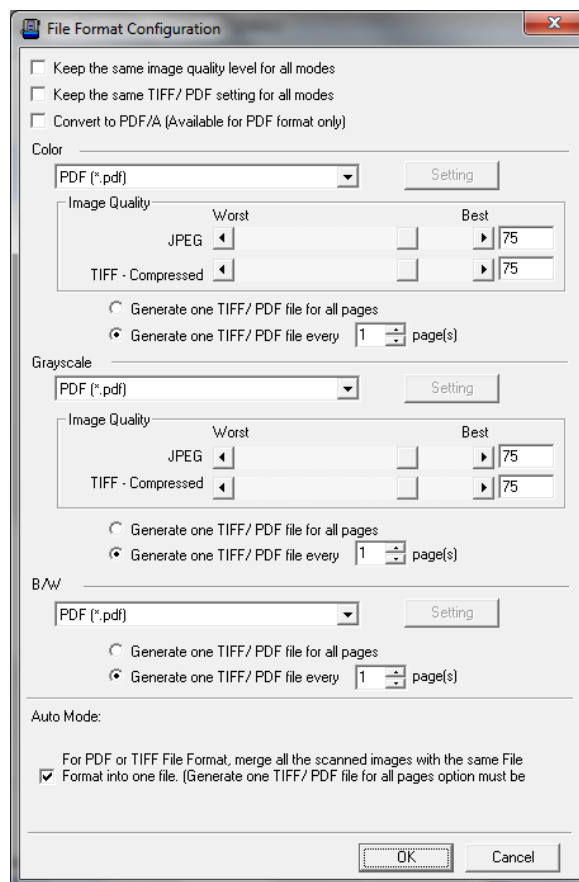 File Format Configuration
Keep the same image quality level for all modes
Keep the same TIFF/ PDF setting for all modes
Convert to PDF/A (Available for PDF format only)
Color
PDF (*.pdf)
Setting
Image Quality
Worst Best
JPEG 75
TIFF - Compressed 75
Generate one TIFF/ PDF file for all pages
Generate one TIFF/ PDF file every 1 page(s)
Grayscale
PDF (*.pdf)
Setting
Image Quality
Worst Best
JPEG 75
TIFF - Compressed 75
Generate one TIFF/ PDF file for all pages
Generate one TIFF/ PDF file every 1 page(s)
B/W
PDF (*.pdf)
Setting
Generate one TIFF/ PDF file for all pages
Generate one TIFF/ PDF file every 1 page(s)
Auto Mode:
For PDF or TIFF File Format, merge all the scanned images with the same File
Format into one file. (Generate one TIFF/ PDF file for all pages option must be
OK Cancel